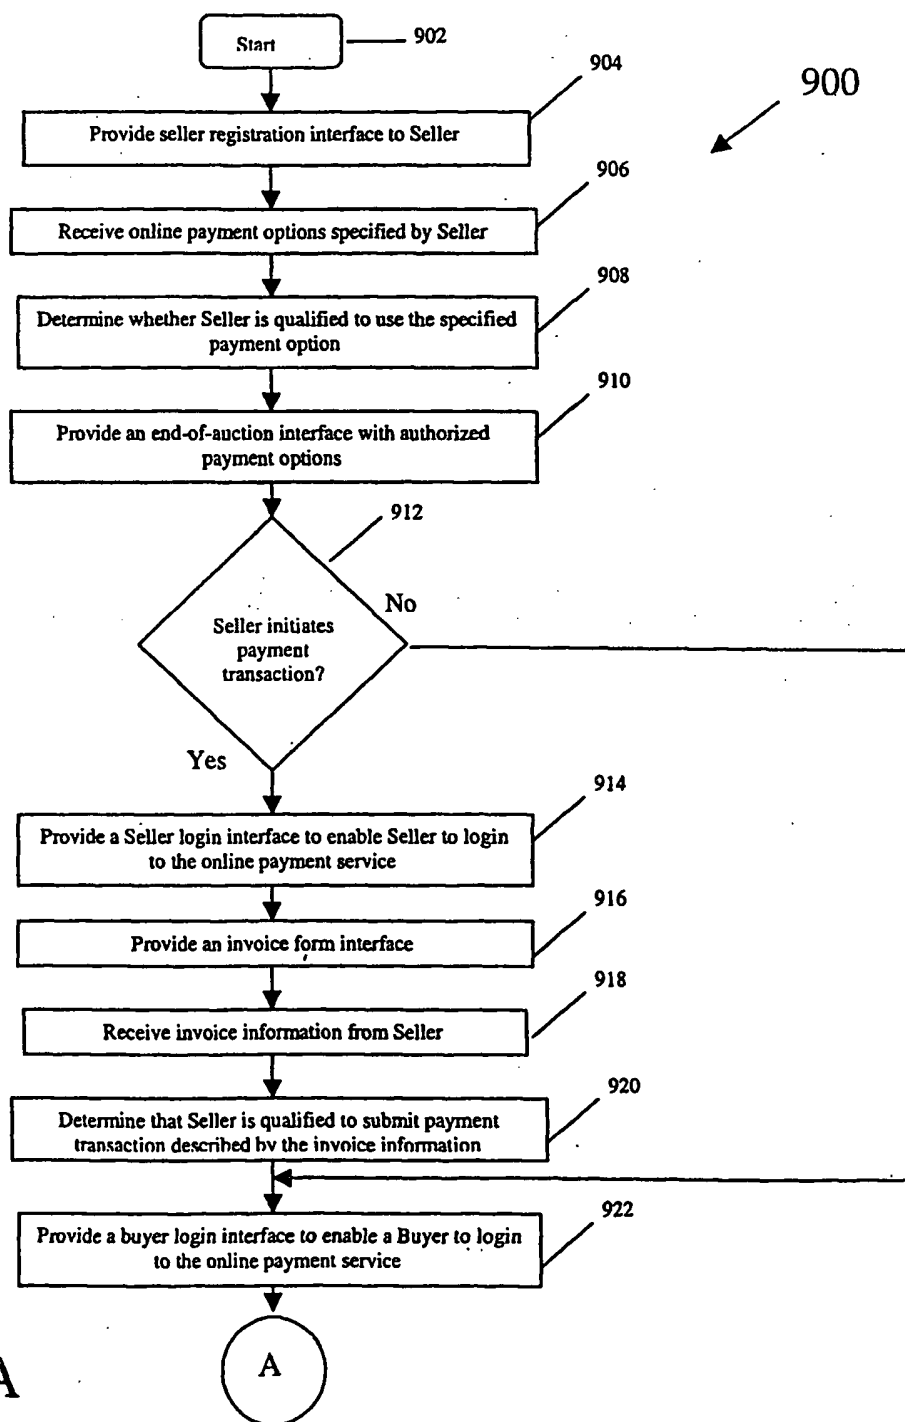 Start
902
904
900
Provide seller registration interface to Seller
906
Receive online payment options specified by Seller
908
Determine whether Seller is qualified to use the specified
payment option
910
Provide an end-of-auction interface with authorized
payment options
912
No
Seller initiates
payment
transaction?
Yes
914
Provide a Seller login interface to enable Seller to login
to the online payment service
916
Provide an invoice form interface
918
Receive invoice information from Seller
920
Determine that Seller is qualified to submit payment
transaction described by the invoice information
922
Provide a buyer login interface to enable a Buyer to login
to the online payment service
A
A